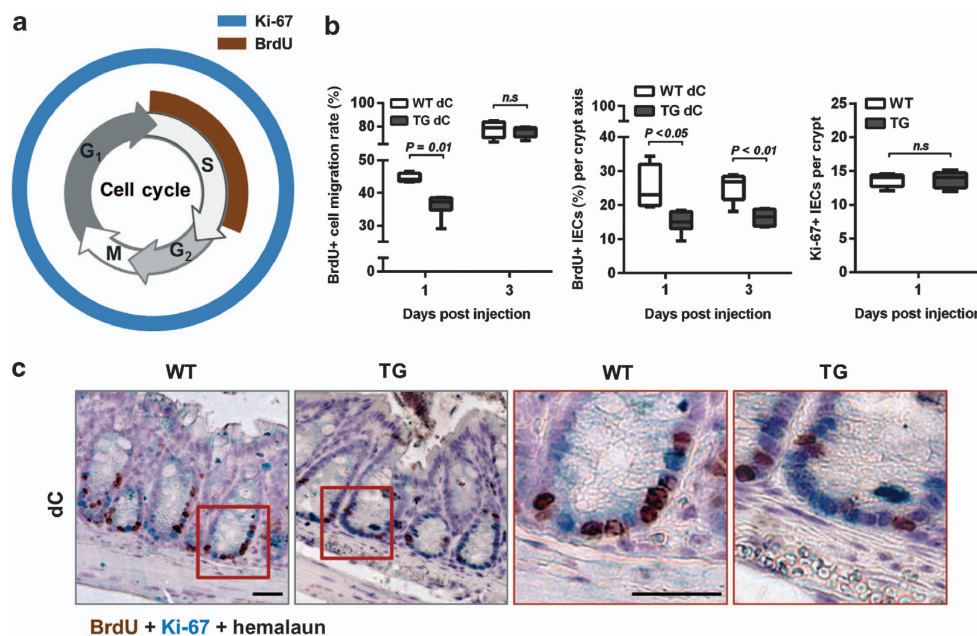 a
Ki-67
BrdU
G1
S
G2
M
Cell cycle
b
BrdU+ cell migration rate (%)
100
80
60
50
40
30
0
WT dC
TG dC
P = 0.01
n.s
1
3
Days post injection
BrdU+ IECs (%) per crypt axis
100
80
40
30
20
10
0
WT dC
TG dC
P < 0.05
P < 0.01
1
3
Days post injection
Ki-67+ IECs per crypt
25
20
15
10
5
0
WT
TG
n.s
1
Days post injection
c
WT
TG
WT
TG
dC
BrdU + Ki-67 + hemalaun